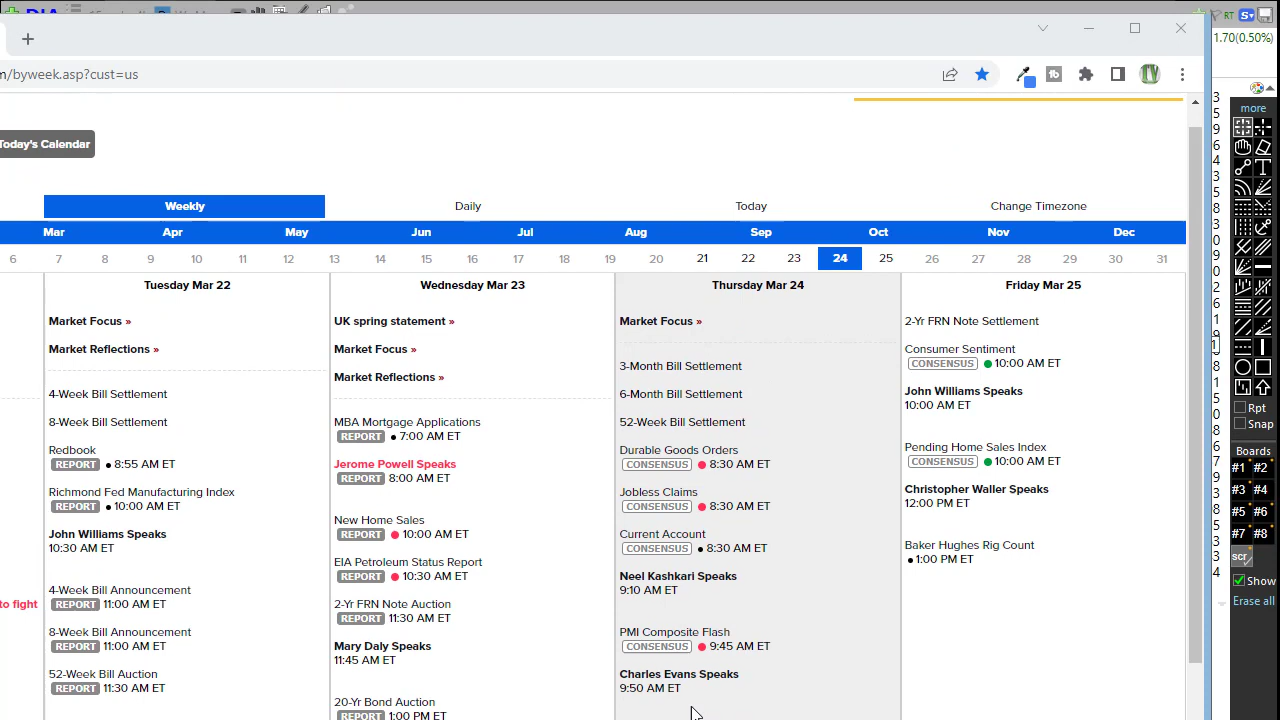 DIA
RT
1.70(0.50%)
m/byweek.asp?cust=us
more
Today's Calendar
Weekly
Daily
Today
Change Timezone
Mar
Apr
May
Jun
Jul
Aug
Sep
Oct
Nov
Dec
6 7 8 9 10 11 12 13 14 15 16 17 18 19 20 21 22 23 24 25 26 27 28 29 30 31
Tuesday Mar 22
Market Focus »
Market Reflections »
4-Week Bill Settlement
8-Week Bill Settlement
Redbook
REPORT • 8:55 AM ET
Richmond Fed Manufacturing Index
REPORT • 10:00 AM ET
John Williams Speaks
10:30 AM ET
to fight
4-Week Bill Announcement
REPORT 11:00 AM ET
8-Week Bill Announcement
REPORT 11:00 AM ET
52-Week Bill Auction
REPORT 11:30 AM ET
Wednesday Mar 23
UK spring statement »
Market Focus »
Market Reflections »
MBA Mortgage Applications
REPORT • 7:00 AM ET
Jerome Powell Speaks
REPORT 8:00 AM ET
New Home Sales
REPORT • 10:00 AM ET
EIA Petroleum Status Report
REPORT • 10:30 AM ET
2-Yr FRN Note Auction
REPORT 11:30 AM ET
Mary Daly Speaks
11:45 AM ET
20-Yr Bond Auction
REPORT 1:00 PM ET
Thursday Mar 24
Market Focus »
3-Month Bill Settlement
6-Month Bill Settlement
52-Week Bill Settlement
Durable Goods Orders
CONSENSUS • 8:30 AM ET
Jobless Claims
CONSENSUS • 8:30 AM ET
Current Account
CONSENSUS • 8:30 AM ET
Neel Kashkari Speaks
9:10 AM ET
PMI Composite Flash
CONSENSUS • 9:45 AM ET
Charles Evans Speaks
9:50 AM ET
Friday Mar 25
2-Yr FRN Note Settlement
Consumer Sentiment
CONSENSUS • 10:00 AM ET
John Williams Speaks
10:00 AM ET
Pending Home Sales Index
CONSENSUS • 10:00 AM ET
Christopher Waller Speaks
12:00 PM ET
Baker Hughes Rig Count
• 1:00 PM ET
Rpt
Snap
Boards
#1 #2
#3 #4
#5 #6
#7 #8
scr
Show
Erase all